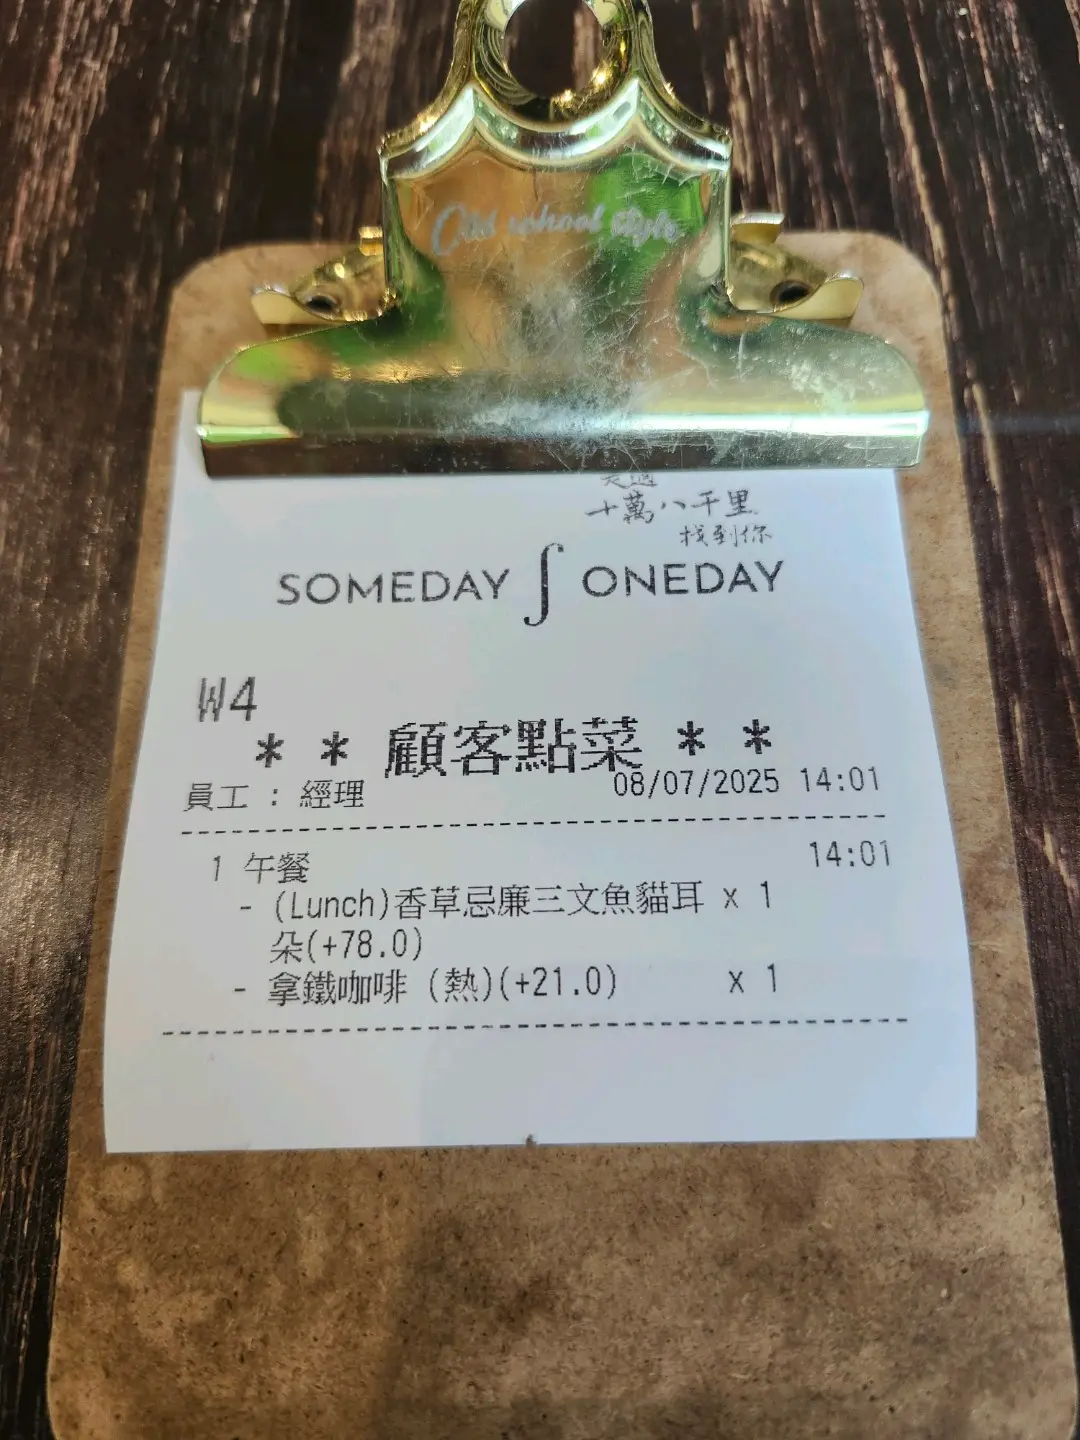 Old school style
十萬八千里
找到你
SOMEDAY ∫ ONEDAY
W4
* * 顧客點菜 * *
員工 : 經理 08/07/2025 14:01
1 午餐 14:01
- (Lunch)香草忌廉三文魚貓耳 x 1
朵(+78.0)
- 拿鐵咖啡 (熱)(+21.0) x 1